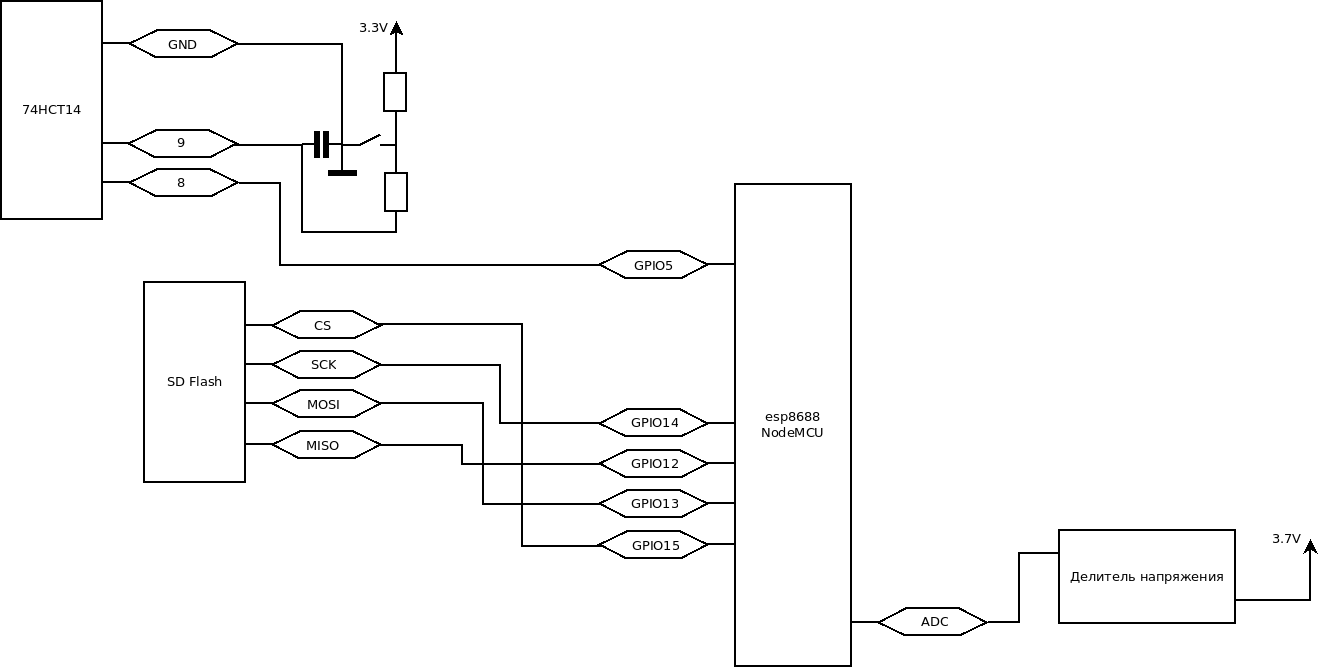 3.3V
GND
74HCT14
9
8
GPIO5
CS
SCK
SD Flash
MOSI
MISO
esp8688
NodeMCU
GPIO14
GPIO12
GPIO13
GPIO15
3.7V
Делитель напряжения
ADC